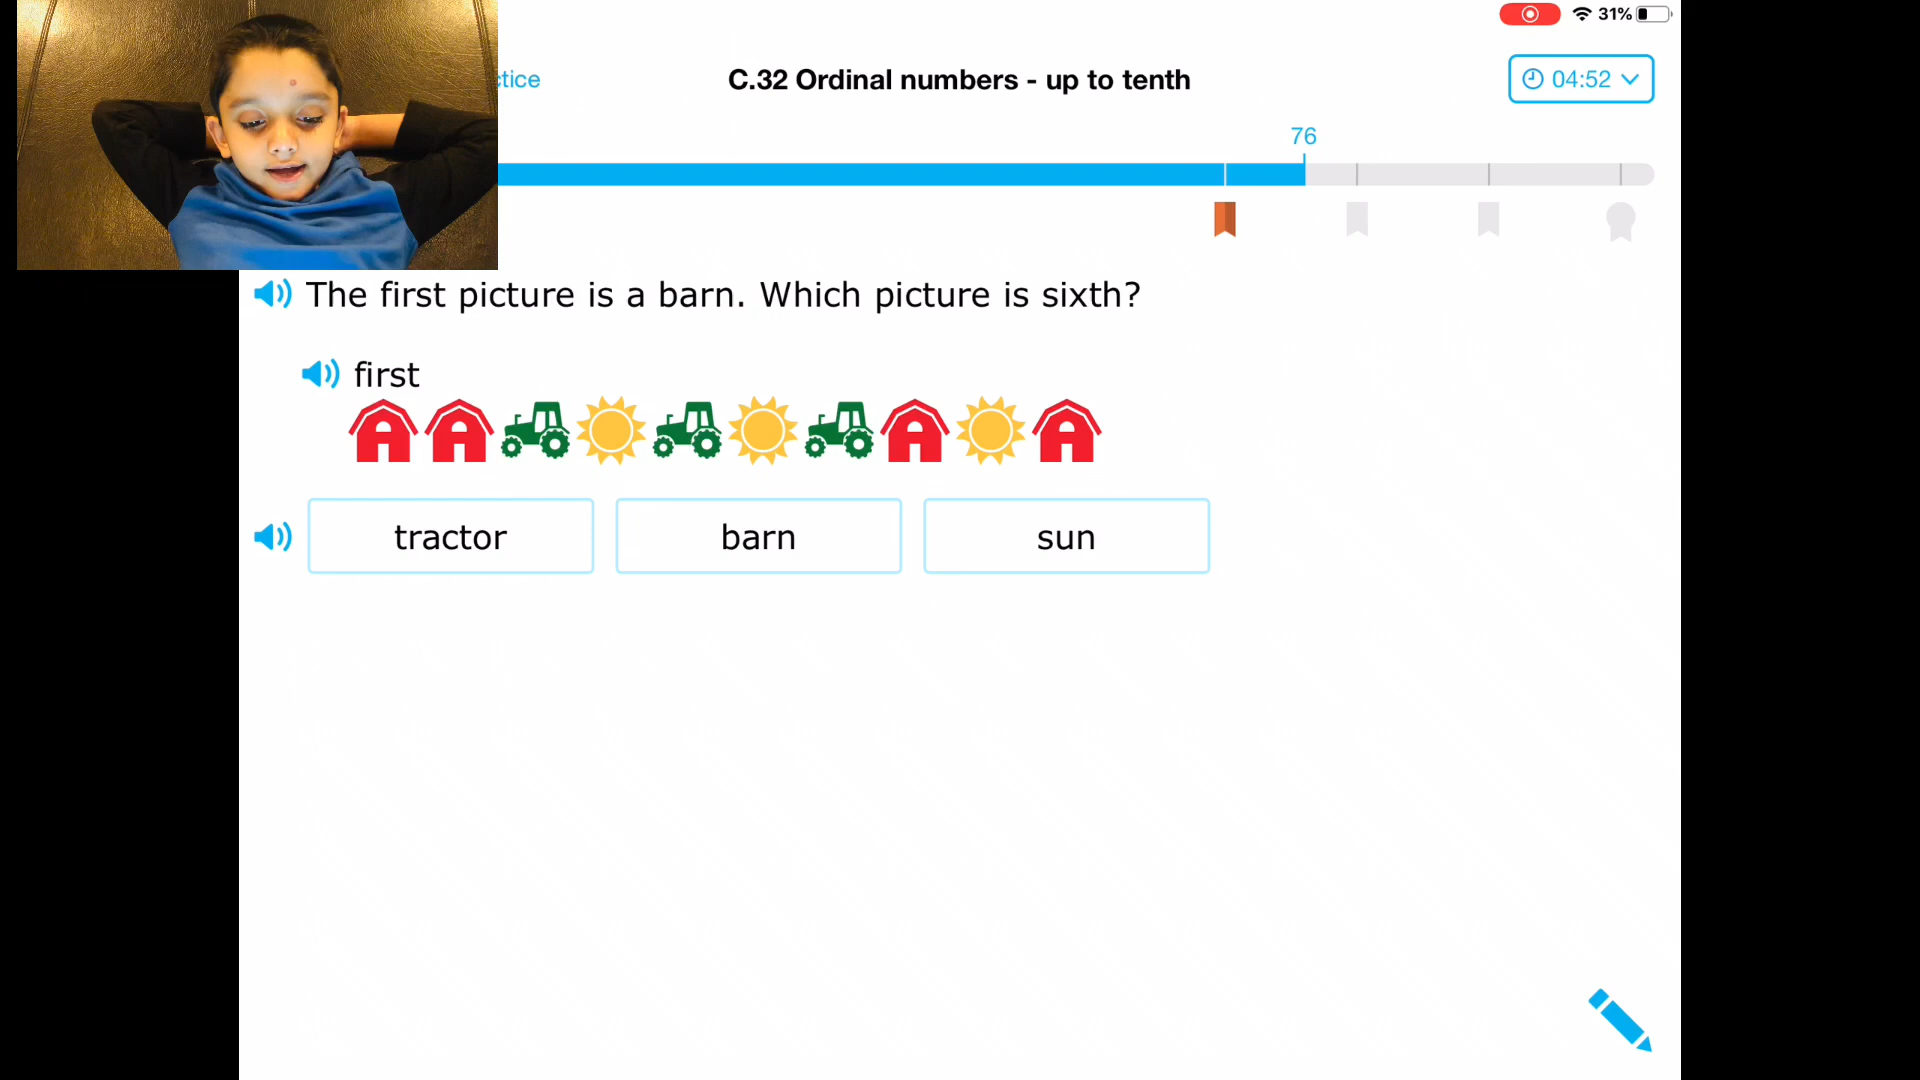 31%
ctice
C.32 Ordinal numbers - up to tenth
04:52
76
The first picture is a barn. Which picture is sixth?
first
tractor
barn
sun